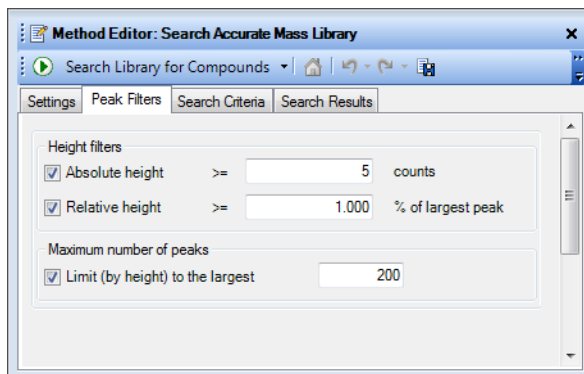 Method Editor: Search Accurate Mass Library
Search Library for Compounds
Settings Peak Filters Search Criteria Search Results
Height filters
Absolute height >= 5 counts
Relative height >= 1.000 % of largest peak
Maximum number of peaks
Limit (by height) to the largest 200